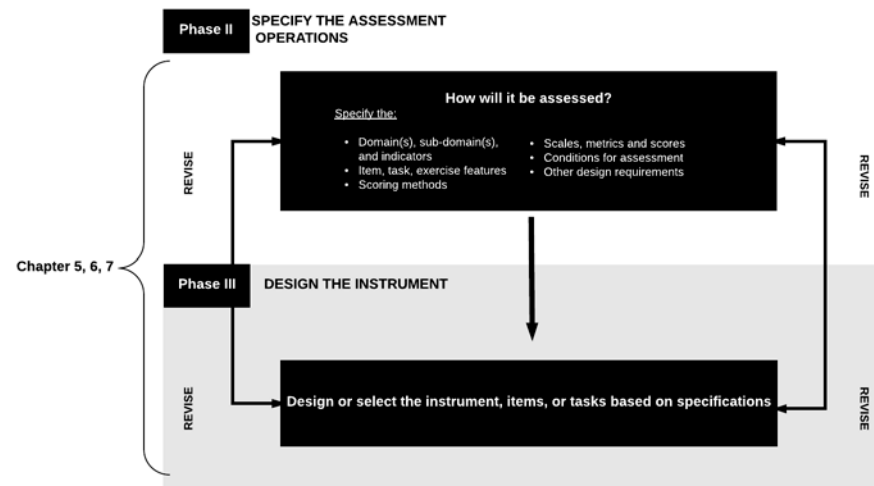 Phase II
SPECIFY THE ASSESSMENT
OPERATIONS
How will it be assessed?
Specify the:
• Domain(s), sub-domain(s),
and indicators
• Item, task, exercise features
• Scoring methods
• Scales, metrics and scores
• Conditions for assessment
• Other design requirements
REVISE
REVISE
Chapter 5, 6, 7
Phase III
DESIGN THE INSTRUMENT
Design or select the instrument, items, or tasks based on specifications
REVISE
REVISE